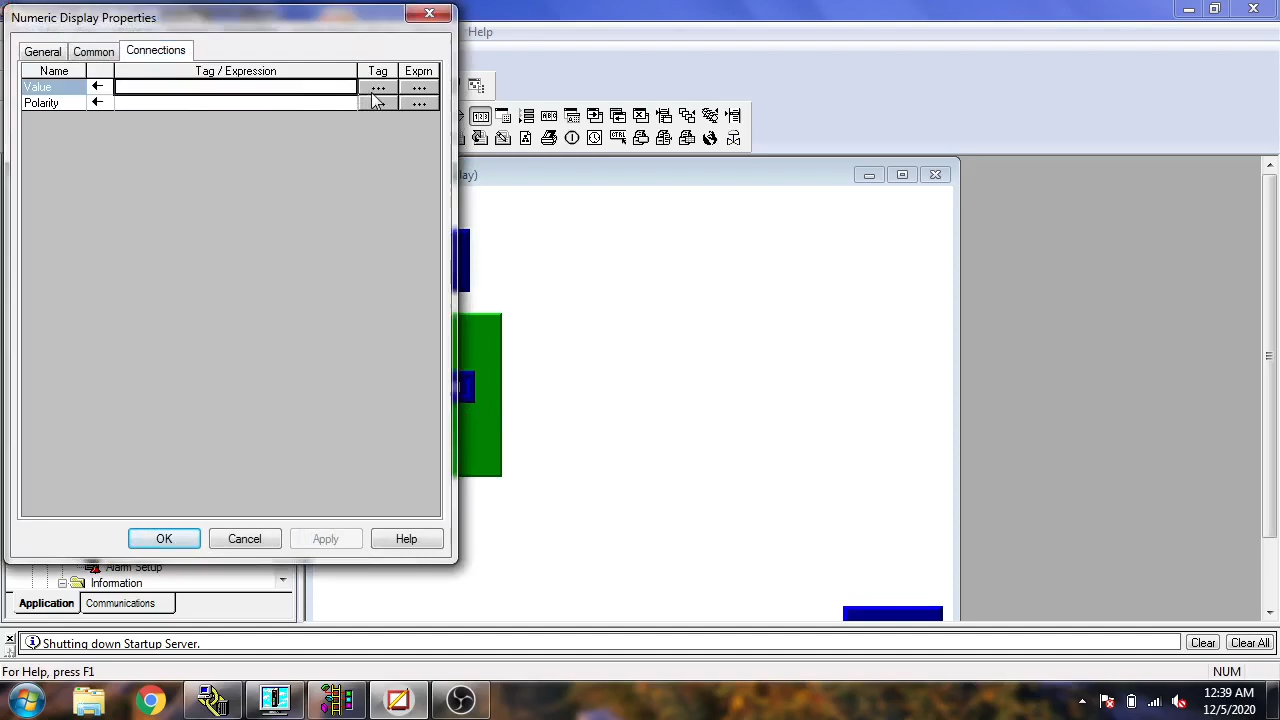 Numeric Display Properties
Help
General
Common
Connections
Name
Tag / Expression
Tag
Exprn
Value
...
...
Polarity
...
lay)
OK
Cancel
Apply
Help
Alarm Setup
Information
Application
Communications
Shutting down Startup Server.
Clear
Clear All
For Help, press F1
NUM
12:39 AM
12/5/2020